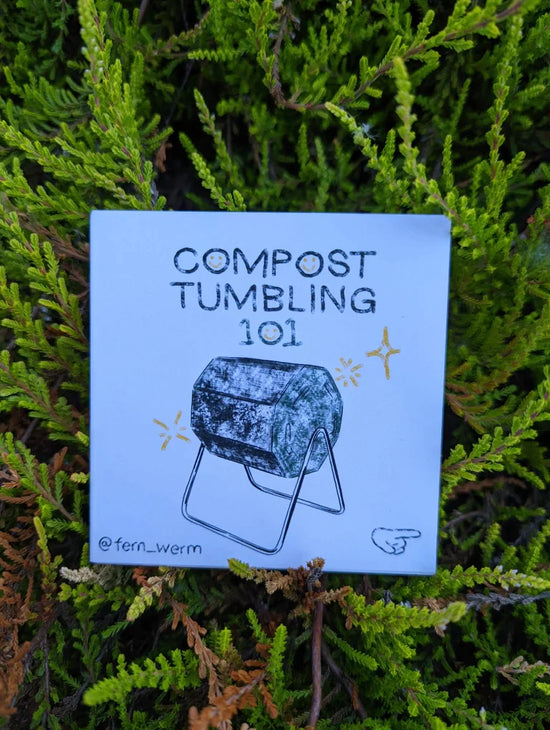 COMPOST
TUMBLING
101
@fern_werm